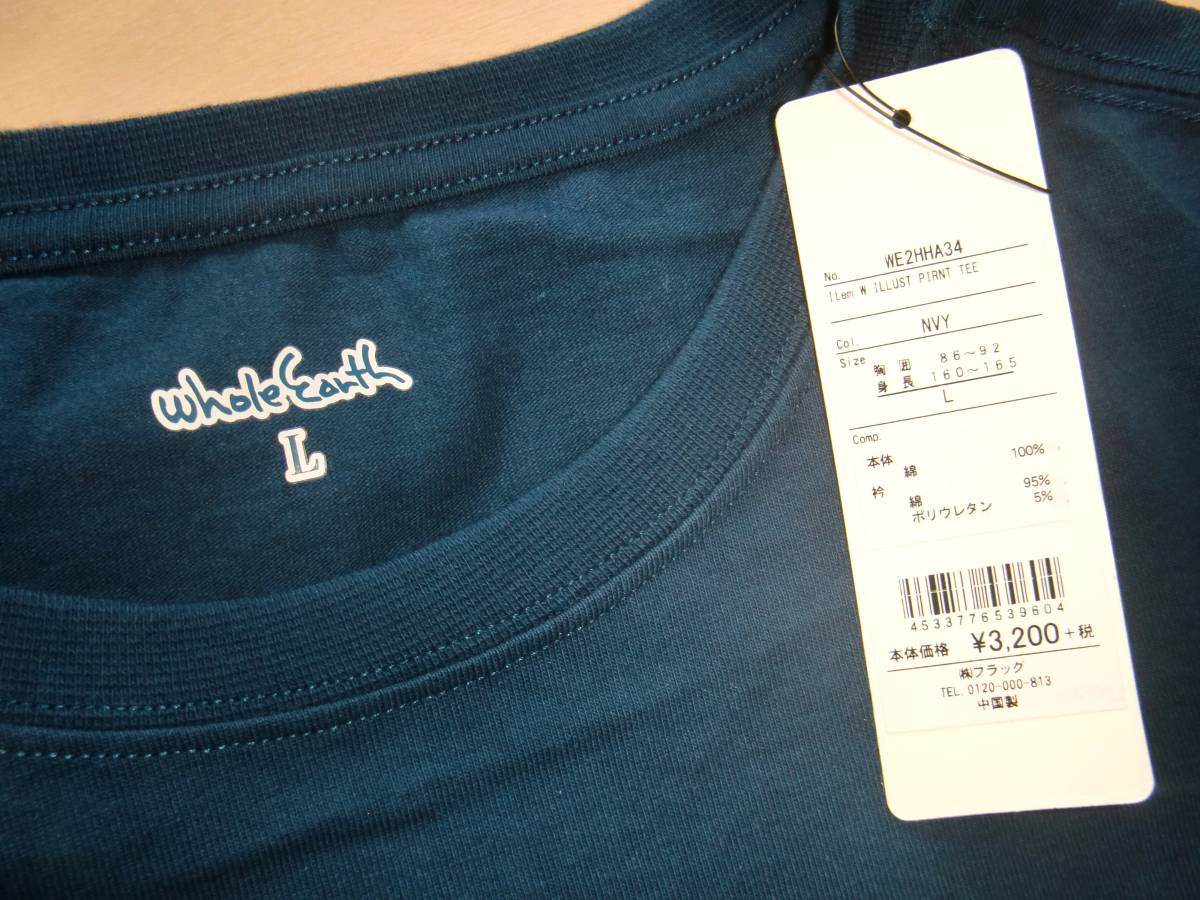 Whole Earth
L
No. WE2HHA34
Item W ILLUST PIRNT TEE
Col. NVY
Size 胸 囲 86～92
身 長 160～165
L
Comp.
本体 綿 100%
衿 綿 95%
ポリウレタン 5%
4533776539604
本体価格 ¥3,200+税
㈱フラッグ
TEL. 0120-000-813
中国製